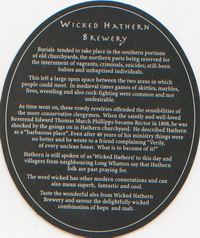 WICKED HATHERN
BREWERY
Burials tended to take place in the southern portions
of old churchyards, the northern parts being reserved for
the internment of vagrants, criminals, suicides, still-born
babies and unbaptised individuals.
This left a large open space between the two areas in which
people could meet. In medieval times games of skittles, marbles,
fives, wrestling and also cock-fighting were common and not
undesirable.
As time went on, these rowdy revelries offended the sensibilities of
the more conservative clergymen. When the saintly and well-loved
Reverend Edward Thomas March Phillipps became Rector in 1808, he was
shocked by the goings on in Hathern churchyard. He described Hathern
as a "barbarous place". Even after 46 years of his ministry things were
no better and he wrote to a friend complaining "Verily,
of every unclean beast. What is to become of it!"
Hathern is still spoken of as 'Wicked Hathern' to this day and
villagers from neighbouring Long Whatton say that Hathern
folk are past praying for.
The word wicked has other modern connotations and can
also mean superb, fantastic and cool.
Taste the wonderful ales from Wicked Hathern
Brewery and savour the delightfully wicked
combination of hops and malt.